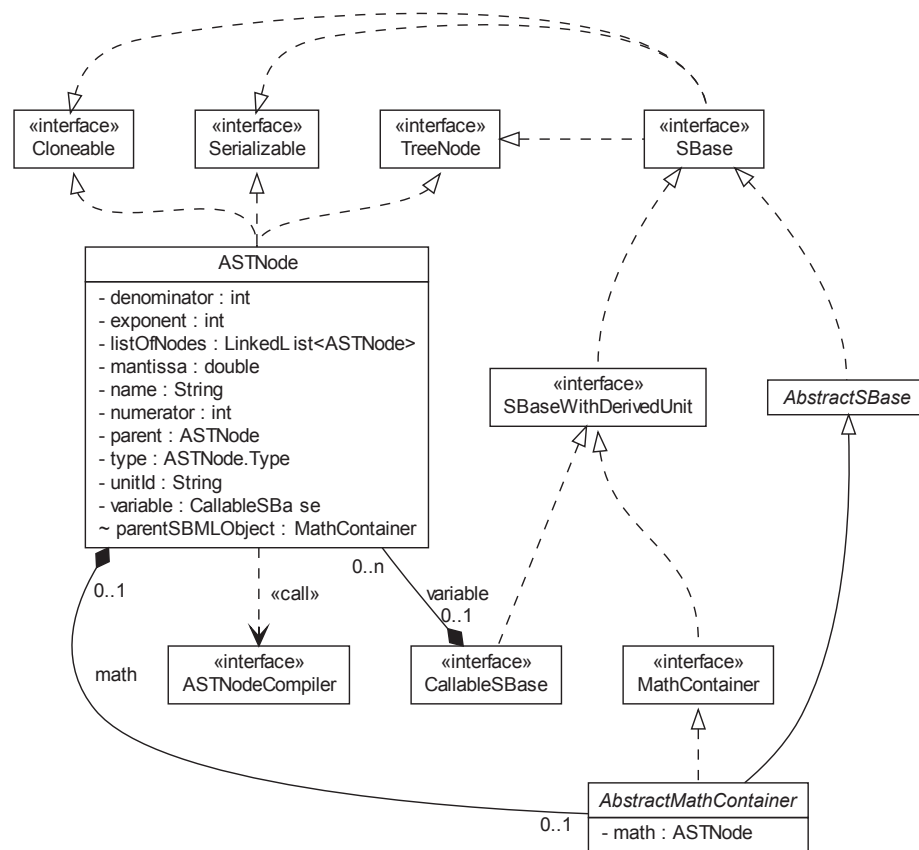 «interface»
Cloneable
«interface»
Serializable
«interface»
TreeNode
«interface»
SBase
ASTNode
- denominator : int
- exponent : int
- listOfNodes : LinkedList<ASTNode>
- mantissa : double
- name : String
- numerator : int
- parent : ASTNode
- type : ASTNode.Type
- unitId : String
- variable : CallableSBa se
~ parentSBMLObject : MathContainer
«interface»
SBaseWithDerivedUnit
AbstractSBase
0..1
«call»
0..n
variable
0..1
math
«interface»
ASTNodeCompiler
«interface»
CallableSBase
«interface»
MathContainer
0..1
AbstractMathContainer
- math : ASTNode